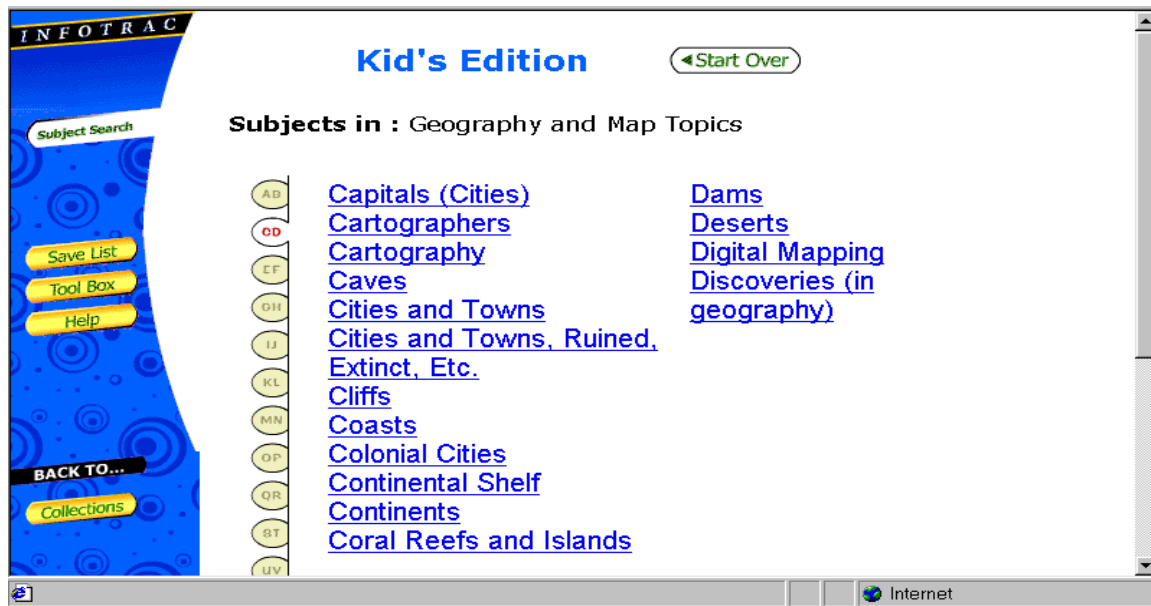 INFOTRAC
Kid's Edition
Start Over
Subject Search
Subjects in : Geography and Map Topics
AB
CD
EF
GH
IJ
KL
MN
OP
QR
ST
UV
Capitals (Cities)
Cartographers
Cartography
Caves
Cities and Towns
Cities and Towns, Ruined,
Extinct, Etc.
Cliffs
Coasts
Colonial Cities
Continental Shelf
Continents
Coral Reefs and Islands
Dams
Deserts
Digital Mapping
Discoveries (in
geography)
Save List
Tool Box
Help
BACK TO...
Collections
Internet